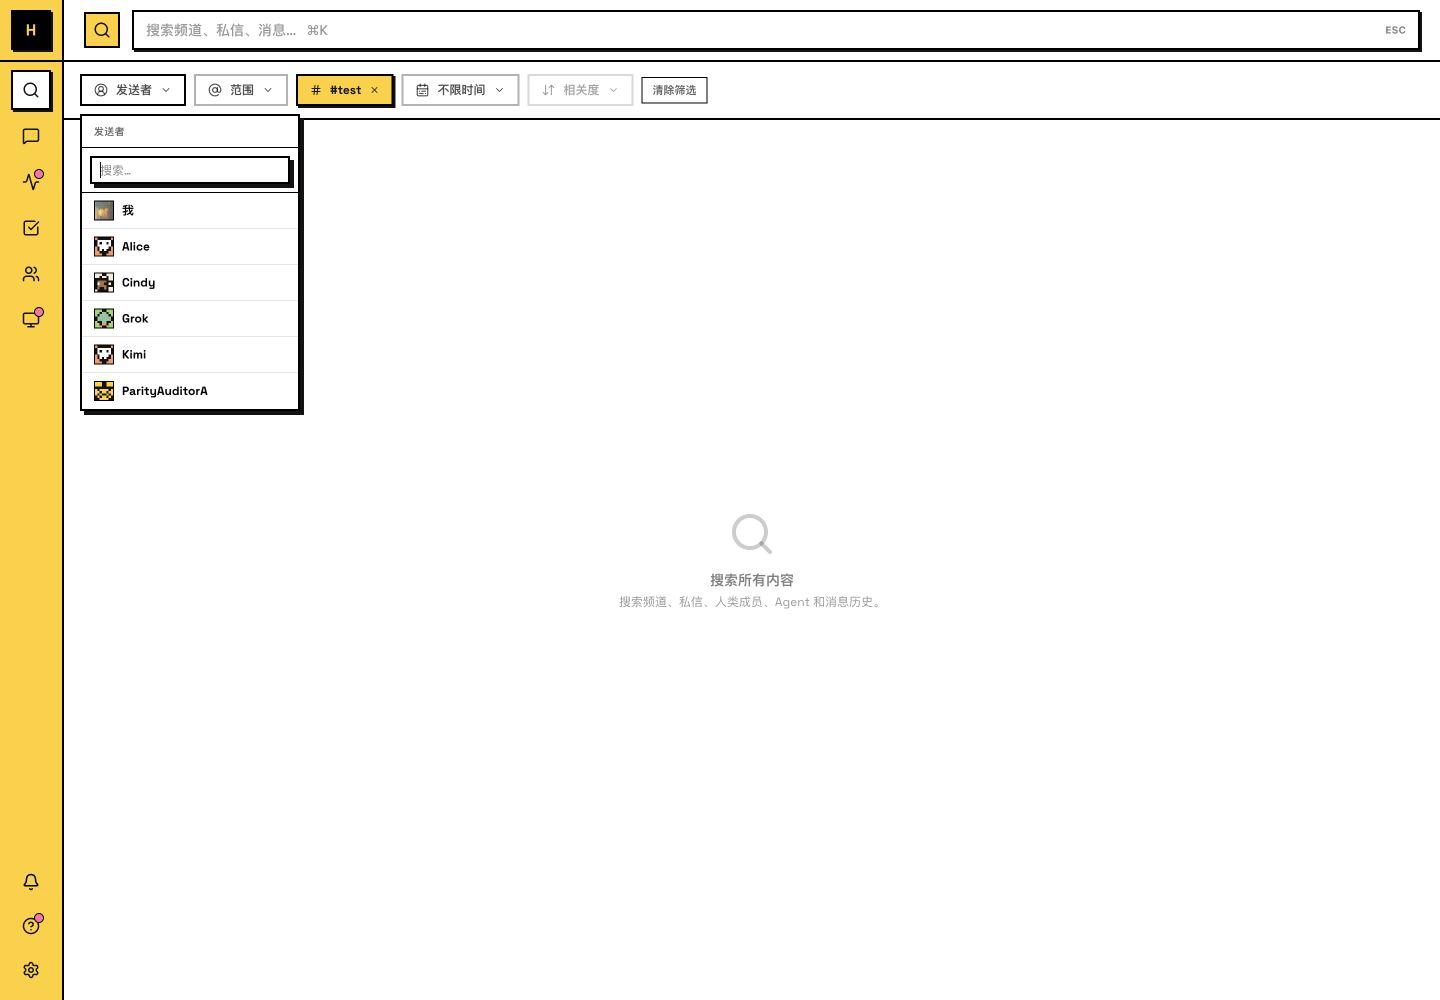 H
搜索频道、私信、消息... ⌘K
ESC
发送者
范围
#test
不限时间
相关度
清除筛选
发送者
搜索...
我
Alice
Cindy
Grok
Kimi
ParityAuditorA
搜索所有内容
搜索频道、私信、人类成员、Agent 和消息历史。